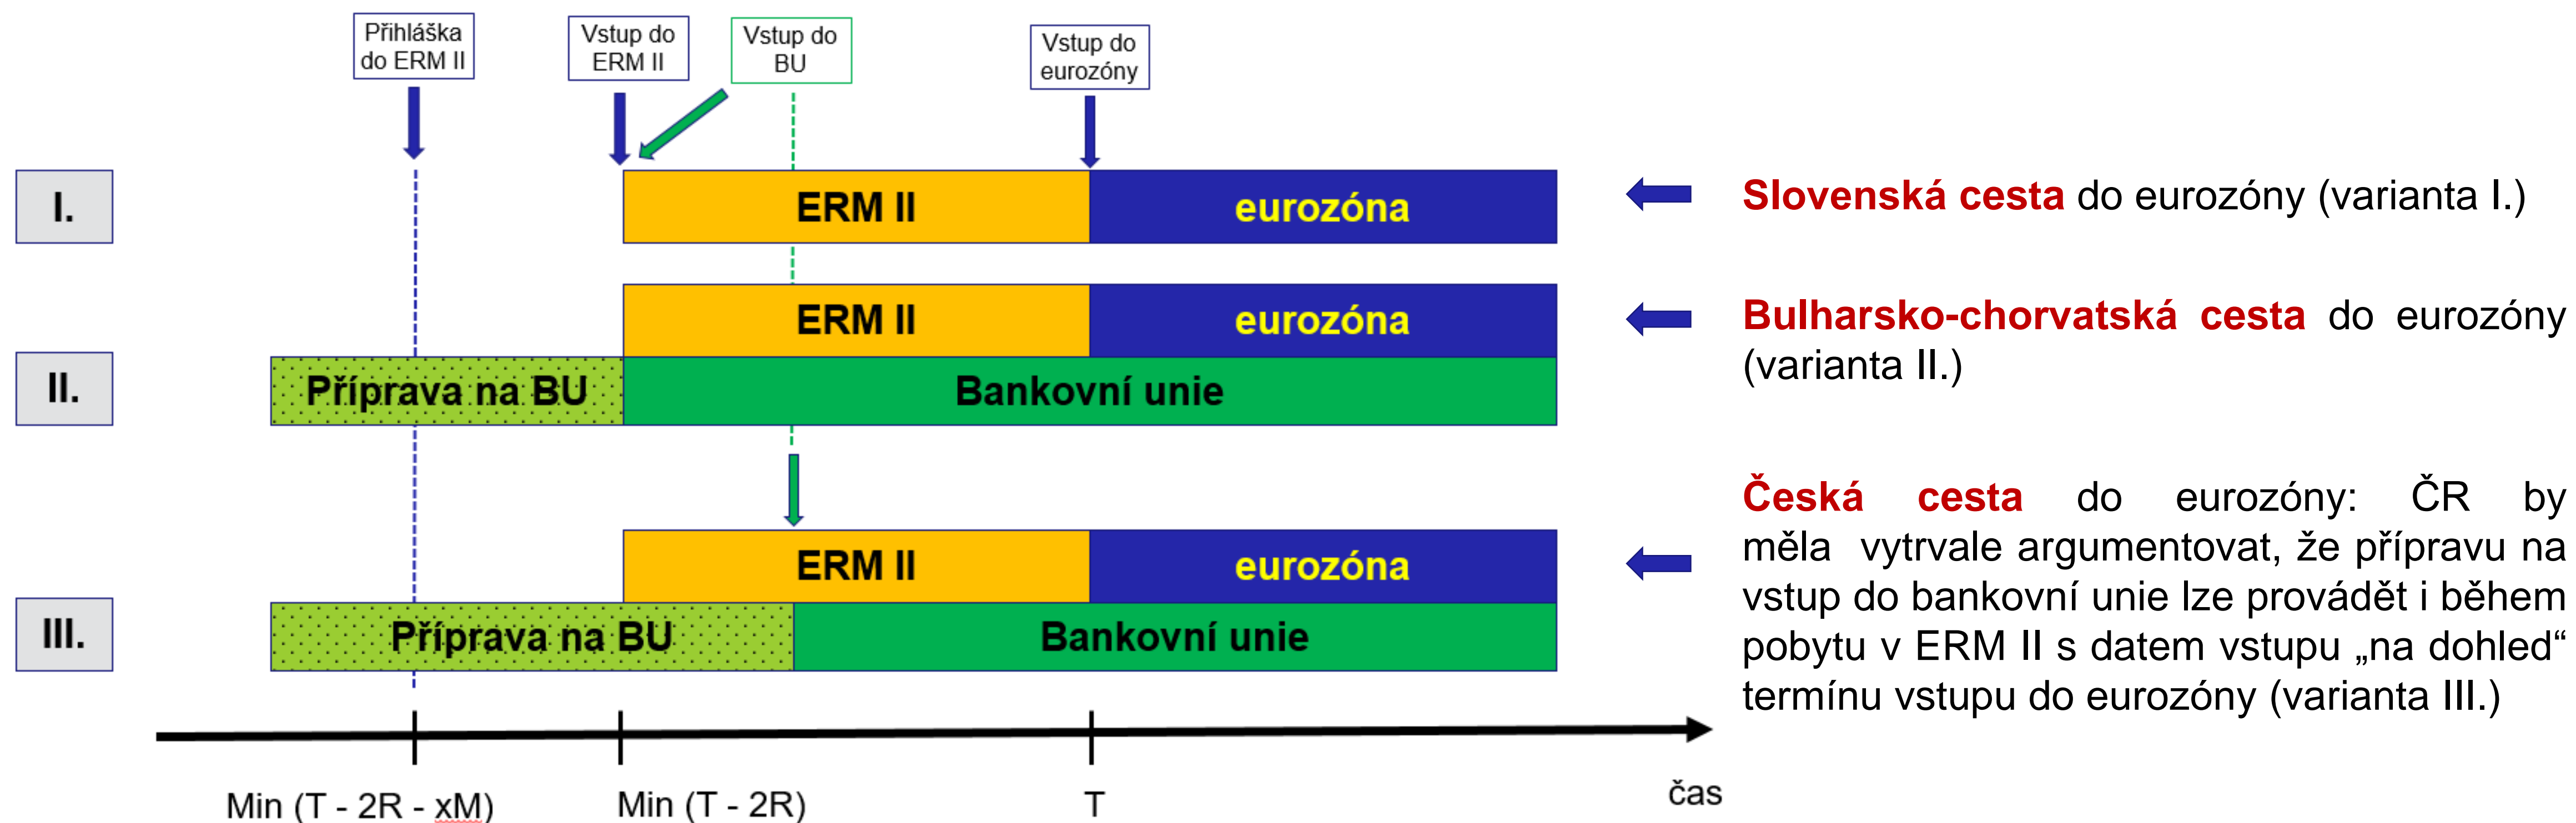 Přihláška
do ERM II
Vstup do
ERM II
Vstup do
BU
Vstup do
eurozóny
I.
ERM II
eurozóna
Slovenská cesta do eurozóny (varianta I.)
II.
ERM II
eurozóna
Příprava na BU
Bankovní unie
Bulharsko-chorvatská cesta do eurozóny
(varianta II.)
III.
ERM II
eurozóna
Příprava na BU
Bankovní unie
Česká cesta do eurozóny: ČR by
měla vytrvale argumentovat, že přípravu na
vstup do bankovní unie lze provádět i během
pobytu v ERM II s datem vstupu „na dohled“
termínu vstupu do eurozóny (varianta III.)
Min (T - 2R - xM)
Min (T - 2R)
T
čas